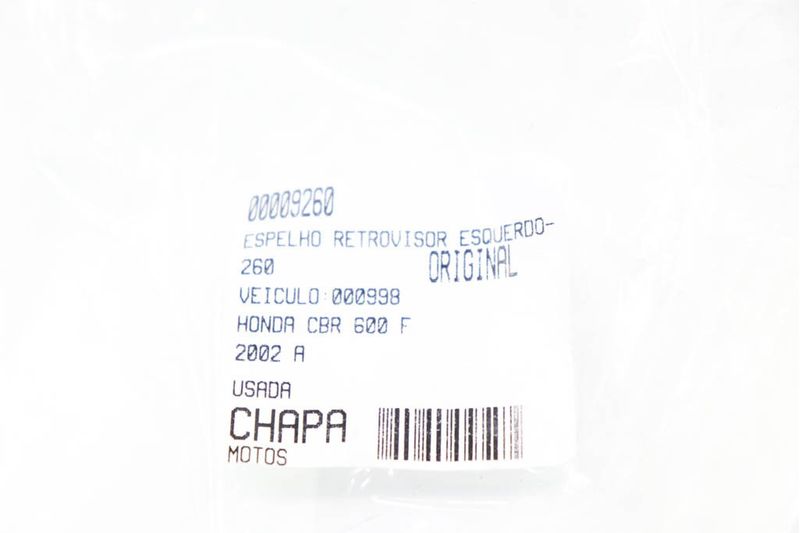 00009260
ESPELHO RETROVISOR ESQUERDO-
260 ORIGINAL
VEICULO:000998
HONDA CBR 600 F
2002 A
USADA
CHAPA
MOTOS